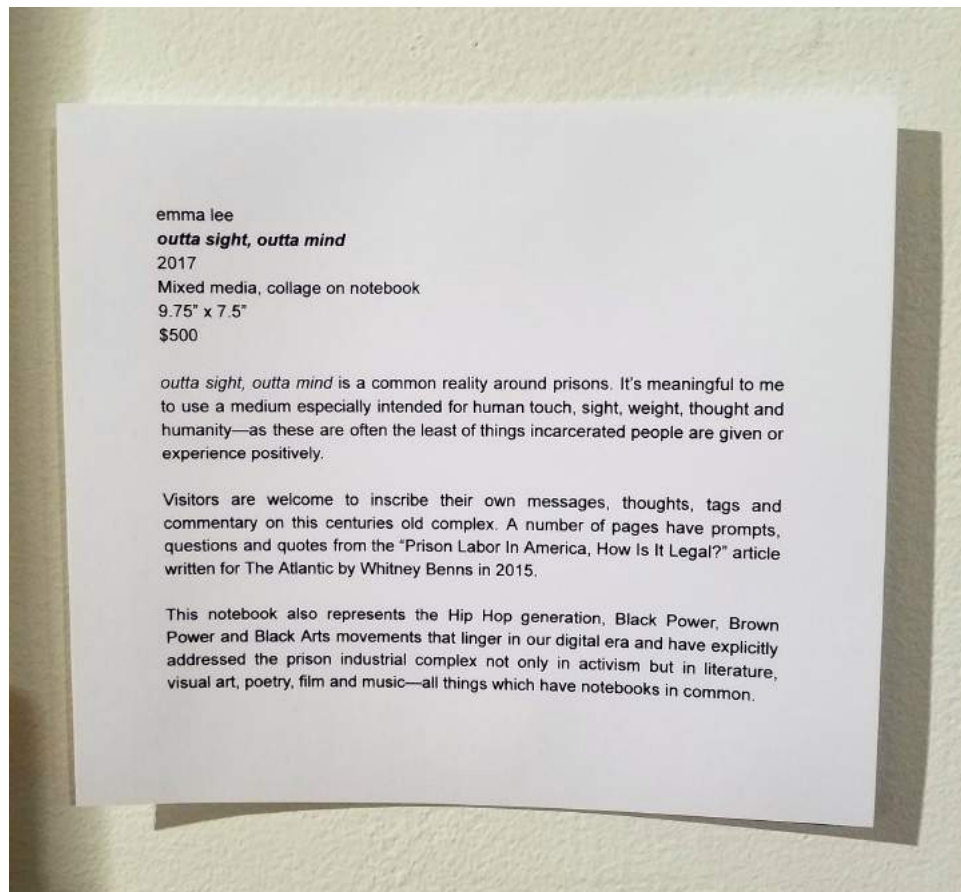 emma lee
outta sight, outta mind
2017
Mixed media, collage on notebook
9.75" x 7.5"
$500
outta sight, outta mind is a common reality around prisons. It's meaningful to me
to use a medium especially intended for human touch, sight, weight, thought and
humanity—as these are often the least of things incarcerated people are given or
experience positively.
Visitors are welcome to inscribe their own messages, thoughts, tags and
commentary on this centuries old complex. A number of pages have prompts,
questions and quotes from the “Prison Labor In America, How Is It Legal?” article
written for The Atlantic by Whitney Benns in 2015.
This notebook also represents the Hip Hop generation, Black Power, Brown
Power and Black Arts movements that linger in our digital era and have explicitly
addressed the prison industrial complex not only in activism but in literature,
visual art, poetry, film and music—all things which have notebooks in common.